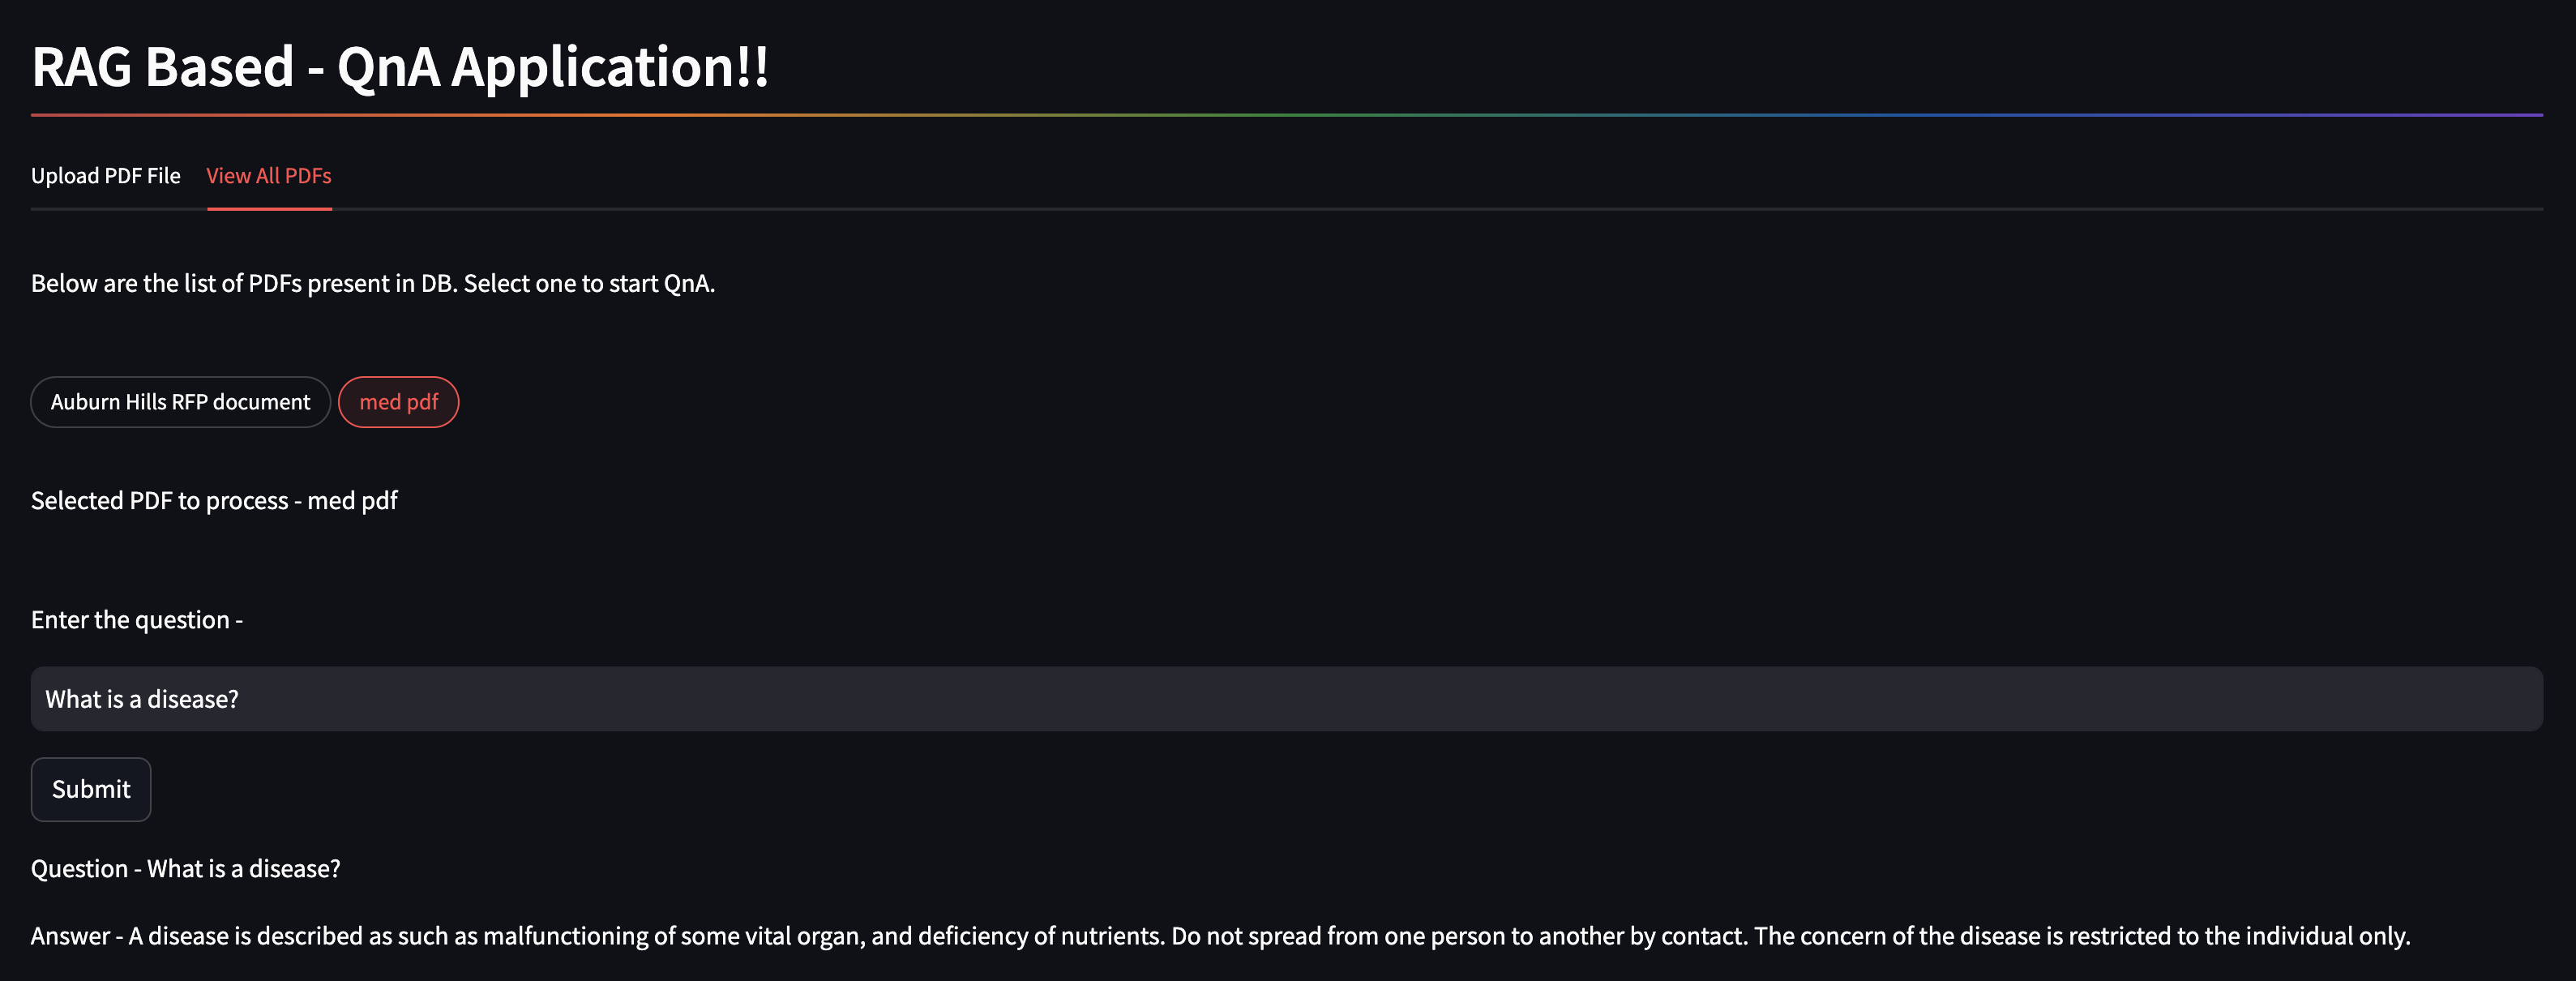 RAG Based - QnA Application!!
Upload PDF File View All PDFs
Below are the list of PDFs present in DB. Select one to start QnA.
Auburn Hills RFP document med pdf
Selected PDF to process - med pdf
Enter the question -
What is a disease?
Submit
Question - What is a disease?
Answer - A disease is described as such as malfunctioning of some vital organ, and deficiency of nutrients. Do not spread from one person to another by contact. The concern of the disease is restricted to the individual only.